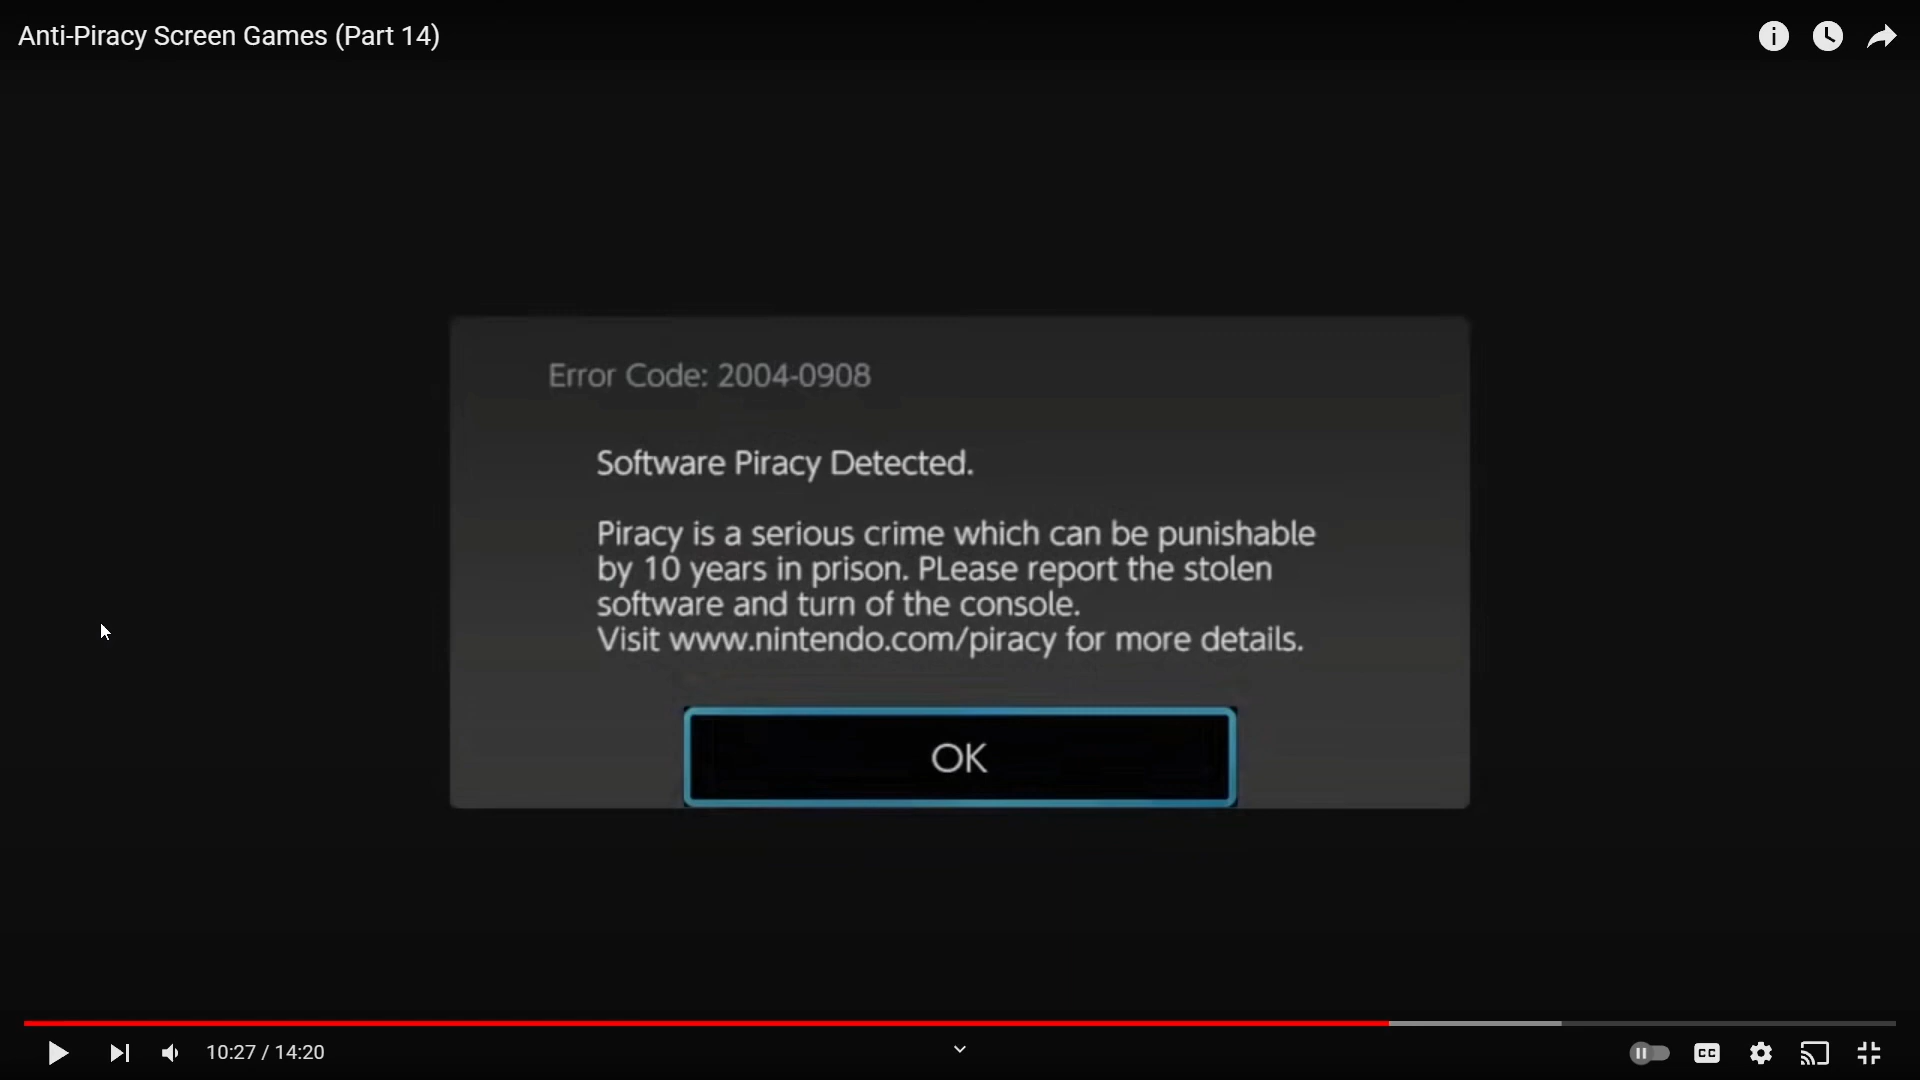 Anti-Piracy Screen Games (Part 14)
Error Code: 2004-0908
Software Piracy Detected.
Piracy is a serious crime which can be punishable
by 10 years in prison. PLease report the stolen
software and turn of the console.
Visit www.nintendo.com/piracy for more details.
OK
10:27 / 14:20
CC